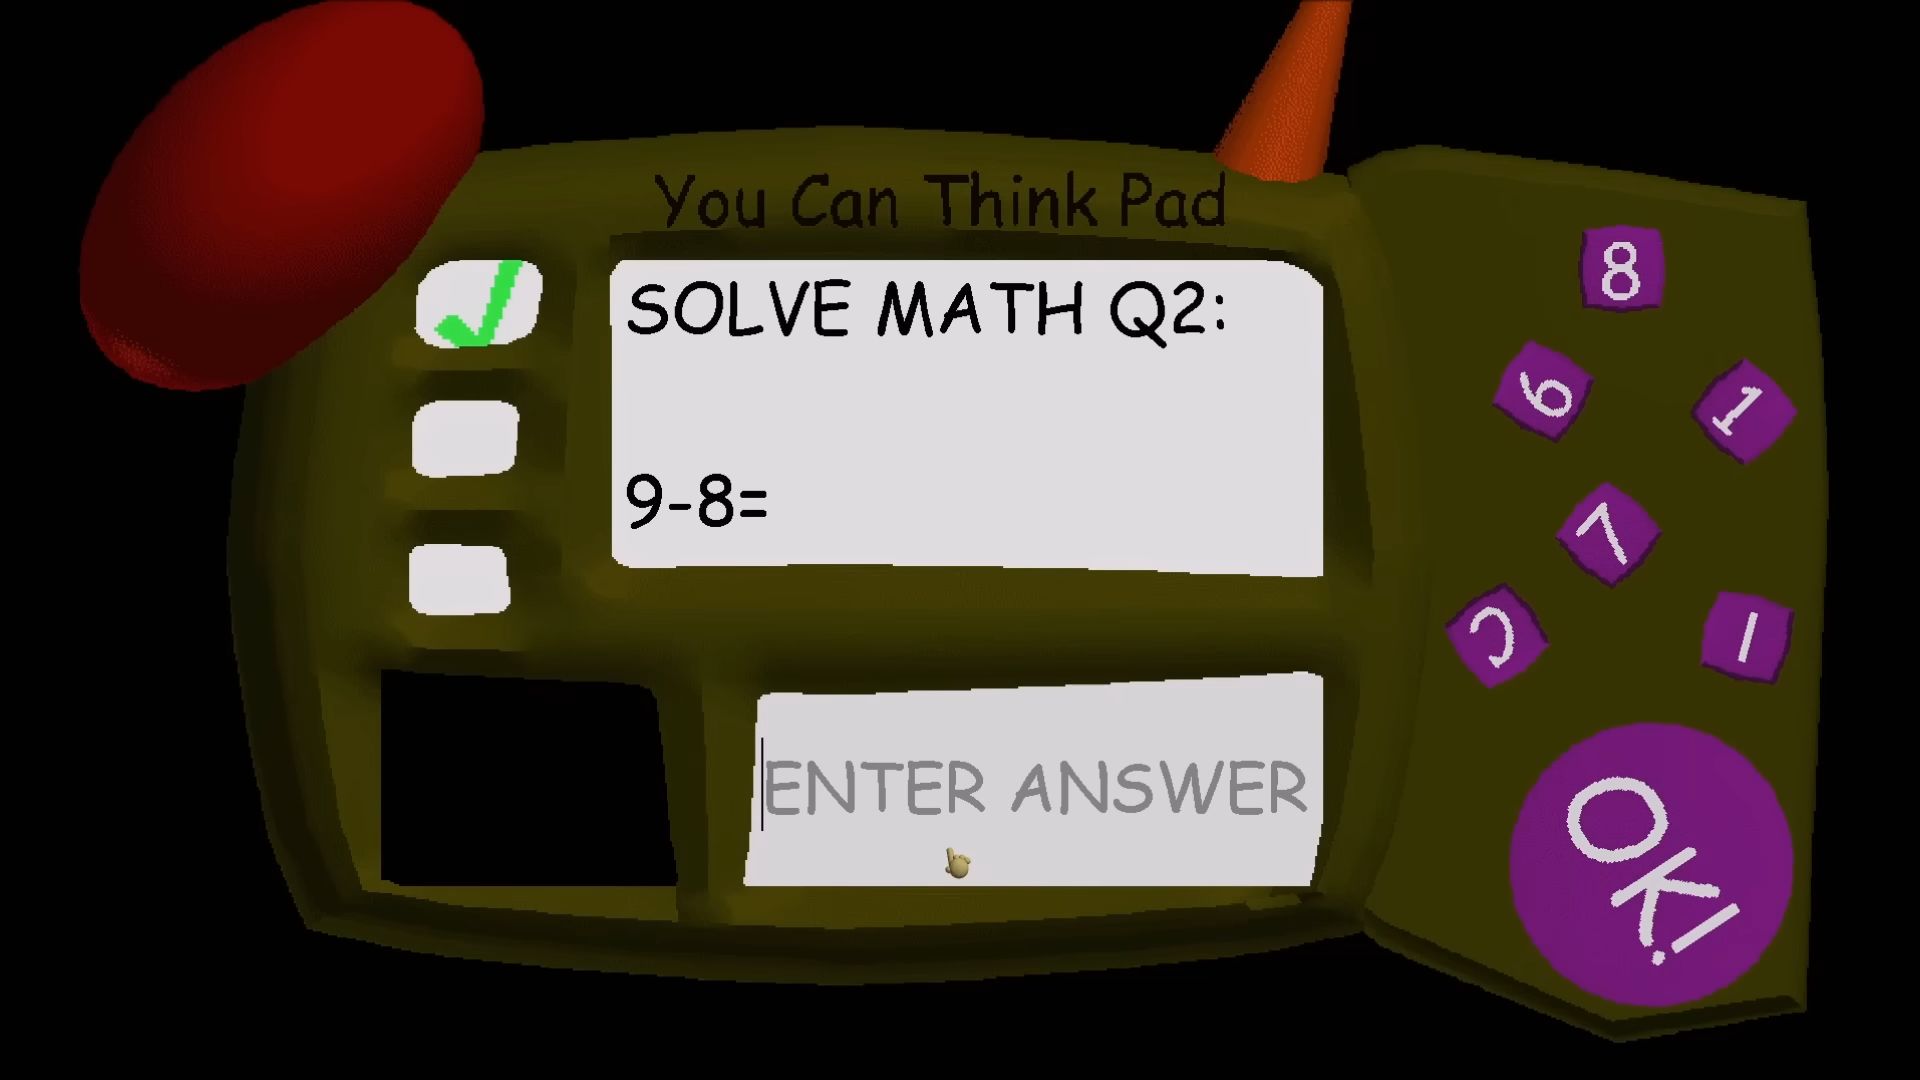 You Can Think Pad
SOLVE MATH Q2:
9-8=
ENTER ANSWER
8
6
1
7
C
-
OK!